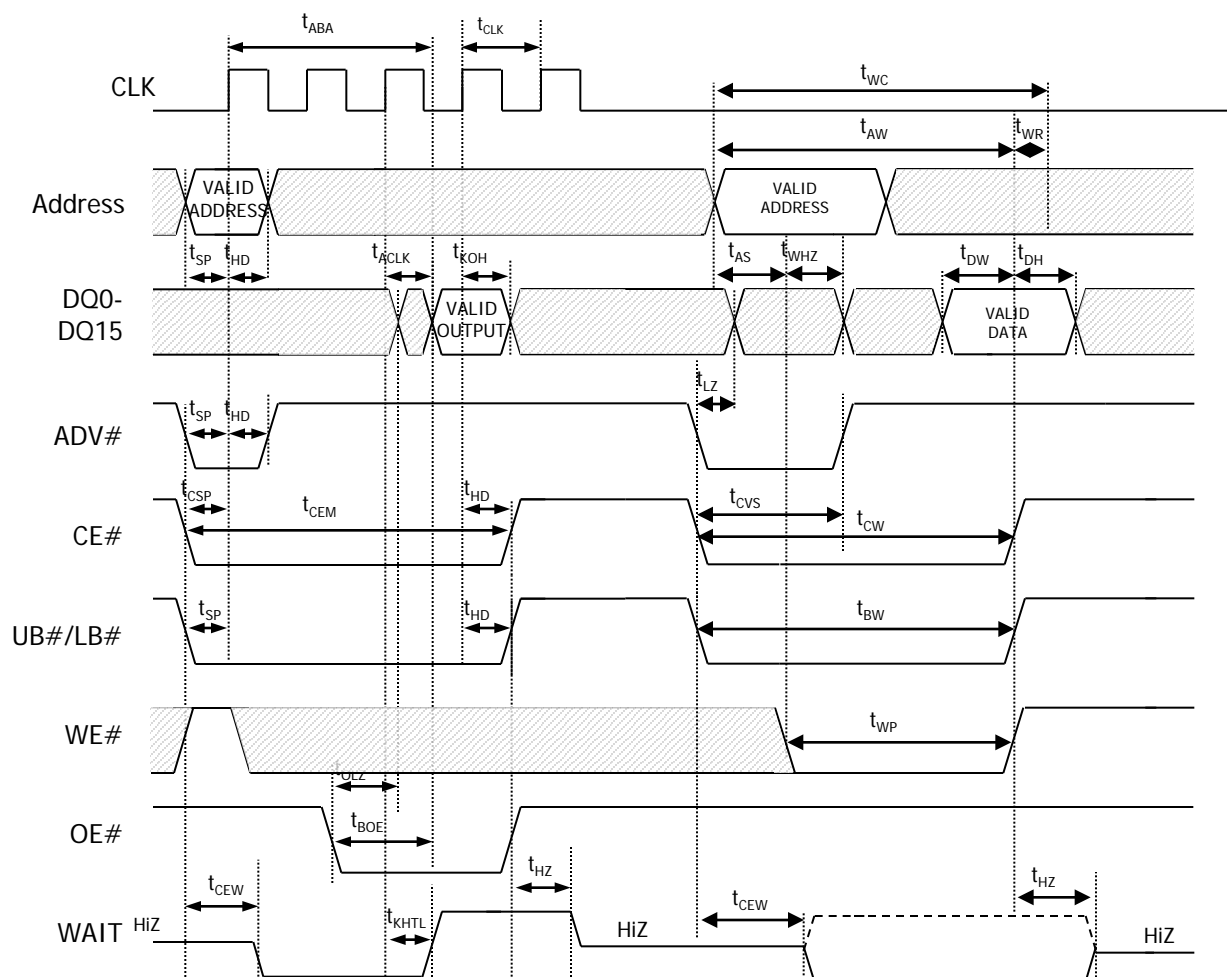 tABA
tCLK
CLK
tWC
tAW
tWR
Address
VALID
ADDRESS
VALID
ADDRESS
tSP
tHD
tACLK
tKOH
tAS
tWHZ
tDW
tDH
DQ0-
DQ15
VALID
OUTPUT
VALID
DATA
tLZ
ADV#
tSP
tHD
tCSP
tCEM
tHD
tCVS
tCW
CE#
tSP
tHD
tBW
UB#/LB#
WE#
tWP
tOLZ
OE#
tBOE
tHZ
tCEW
tKHTL
tCEW
tHZ
WAIT
HiZ
HiZ
HiZ